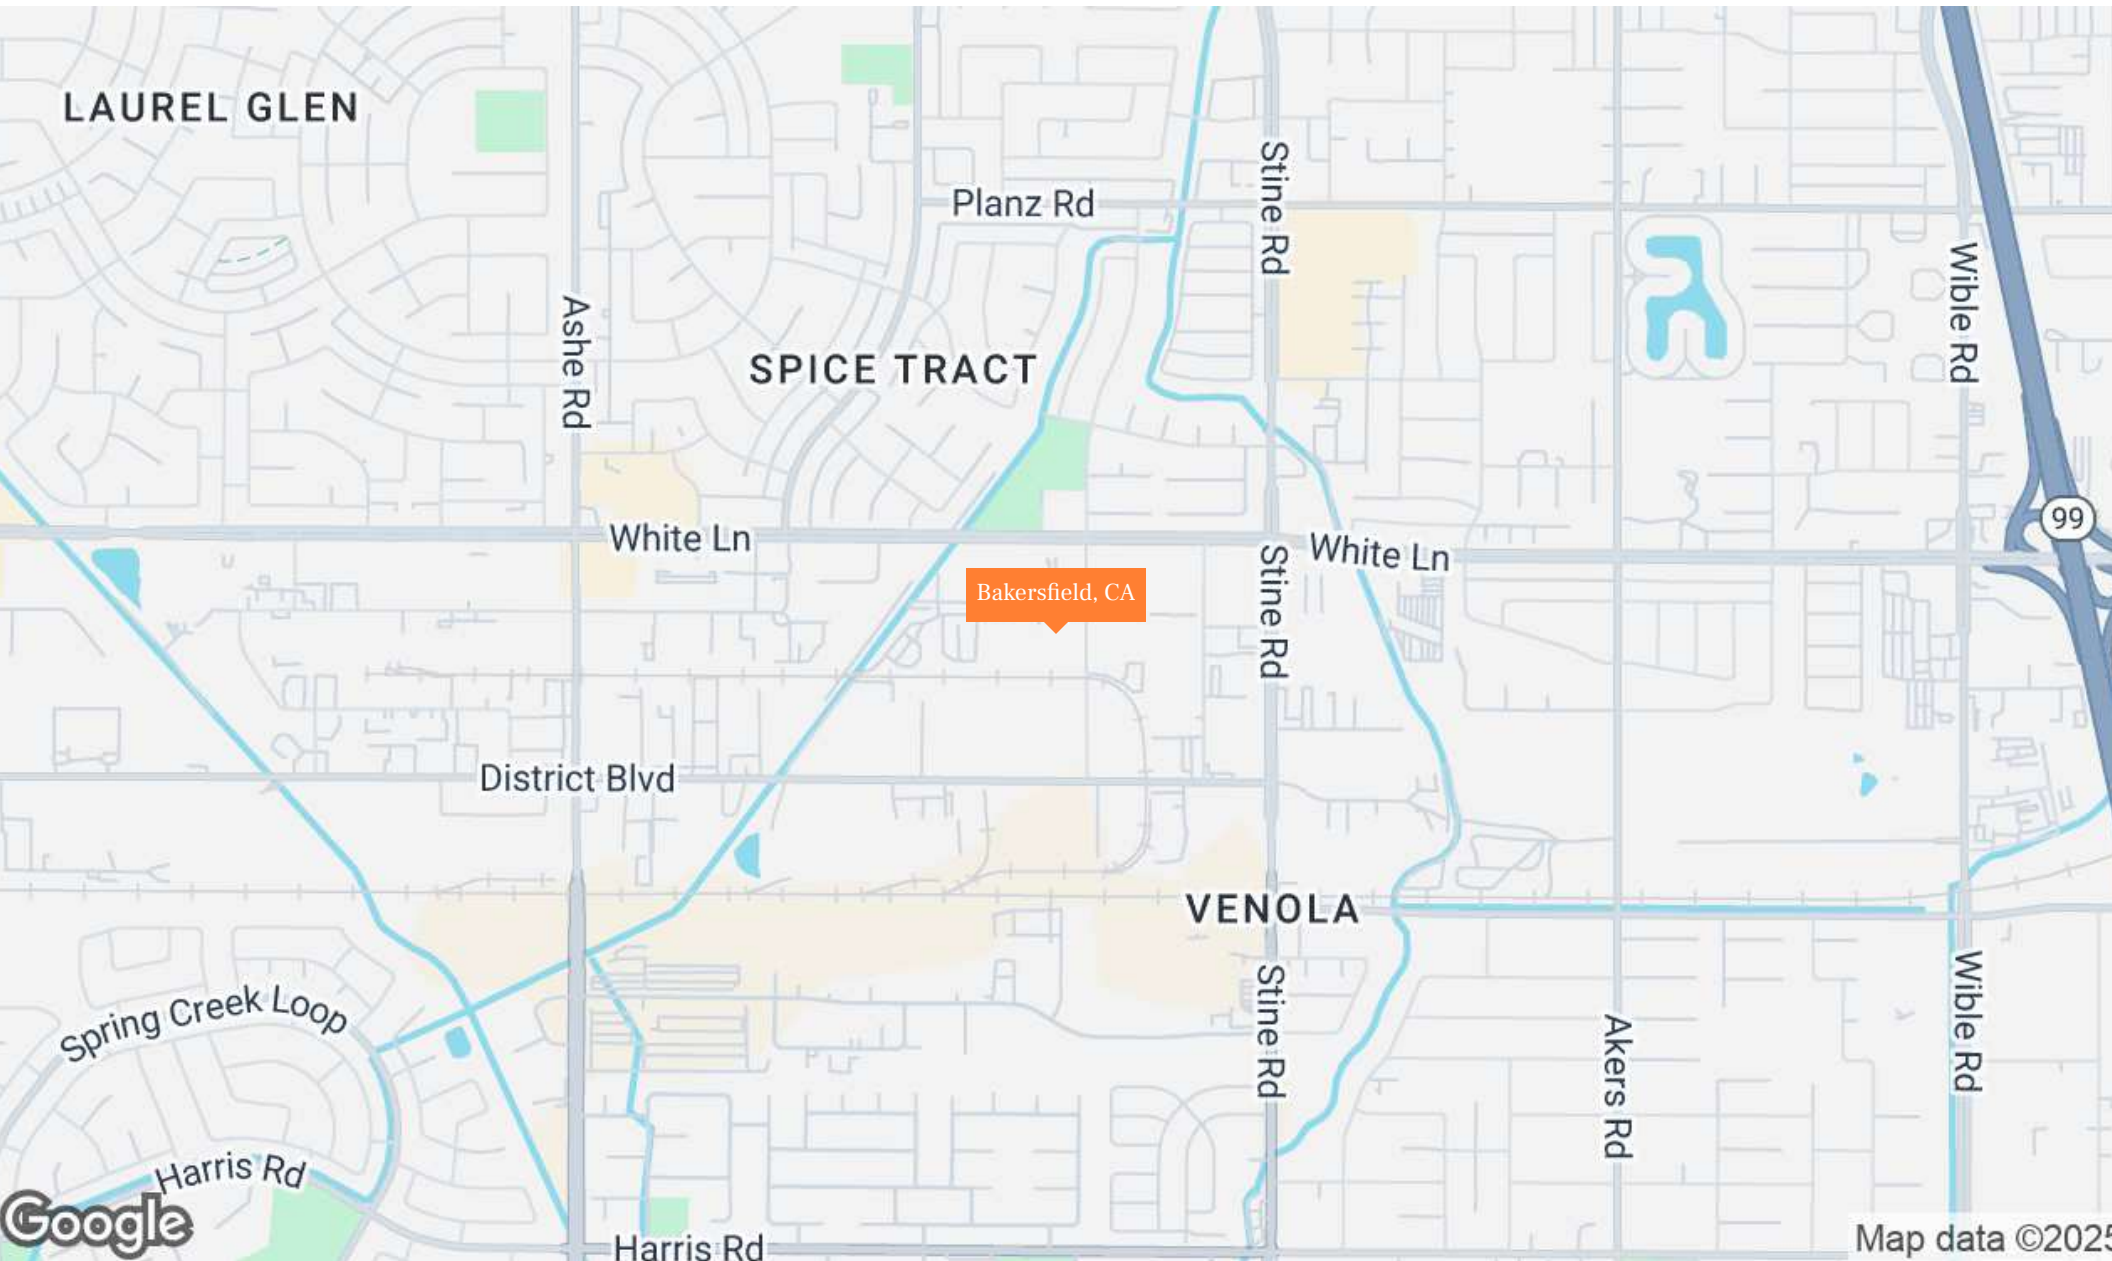 LAUREL GLEN
Planz Rd
Stine Rd
Wible Rd
Ashe Rd
SPICE TRACT
White Ln
White Ln
99
Bakersfield, CA
Stine Rd
District Blvd
VENOLA
Stine Rd
Wible Rd
Spring Creek Loop
Akers Rd
Harris Rd
Google
Harris Rd
Map data ©2025